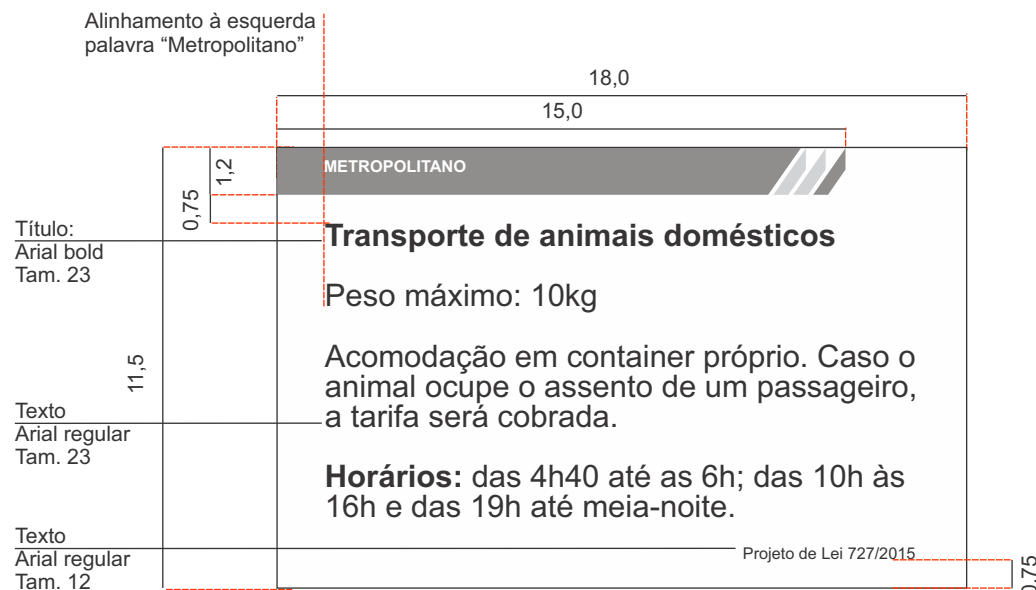 Alinhamento à esquerda
palavra “Metropolitano”
18,0
15,0
1,2
0,75
METROPOLITANO
Título:
Arial bold
Tam. 23
Transporte de animais domésticos
Peso máximo: 10kg
11,5
Acomodação em container próprio. Caso o
animal ocupe o assento de um passageiro,
a tarifa será cobrada.
Texto
Arial regular
Tam. 23
Horários: das 4h40 até as 6h; das 10h às
16h e das 19h até meia-noite.
Texto
Arial regular
Tam. 12
Projeto de Lei 727/2015
0,75